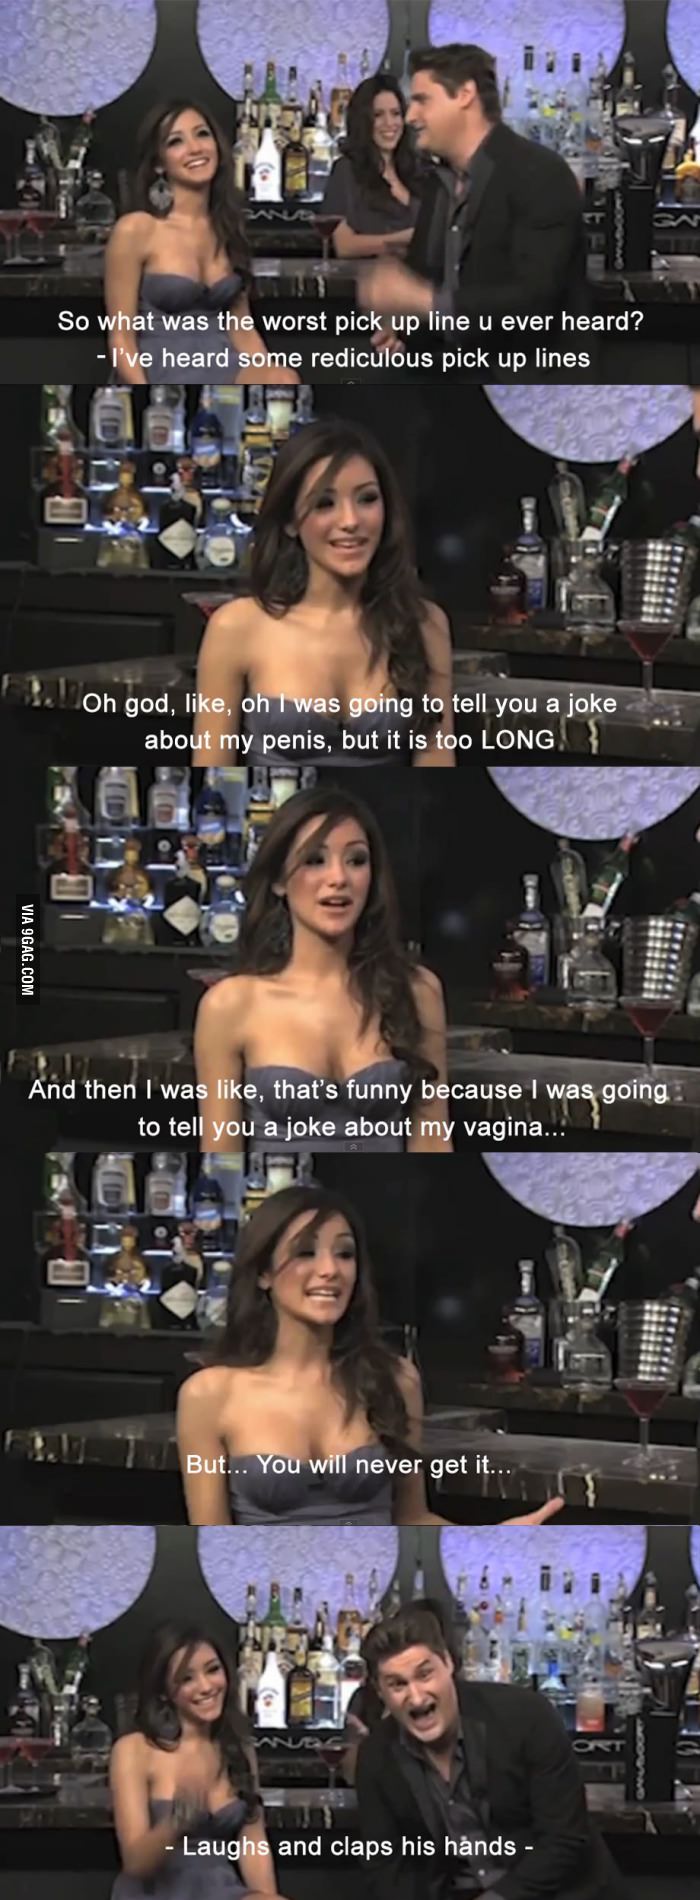 So what was the worst pick up line u ever heard?
- I've heard some rediculous pick up lines
Oh god, like, oh I was going to tell you a joke
about my penis, but it is too LONG
VIA 9GAG.COM
And then I was like, that's funny because I was going
to tell you a joke about my vagina...
But... You will never get it...
- Laughs and claps his hands -